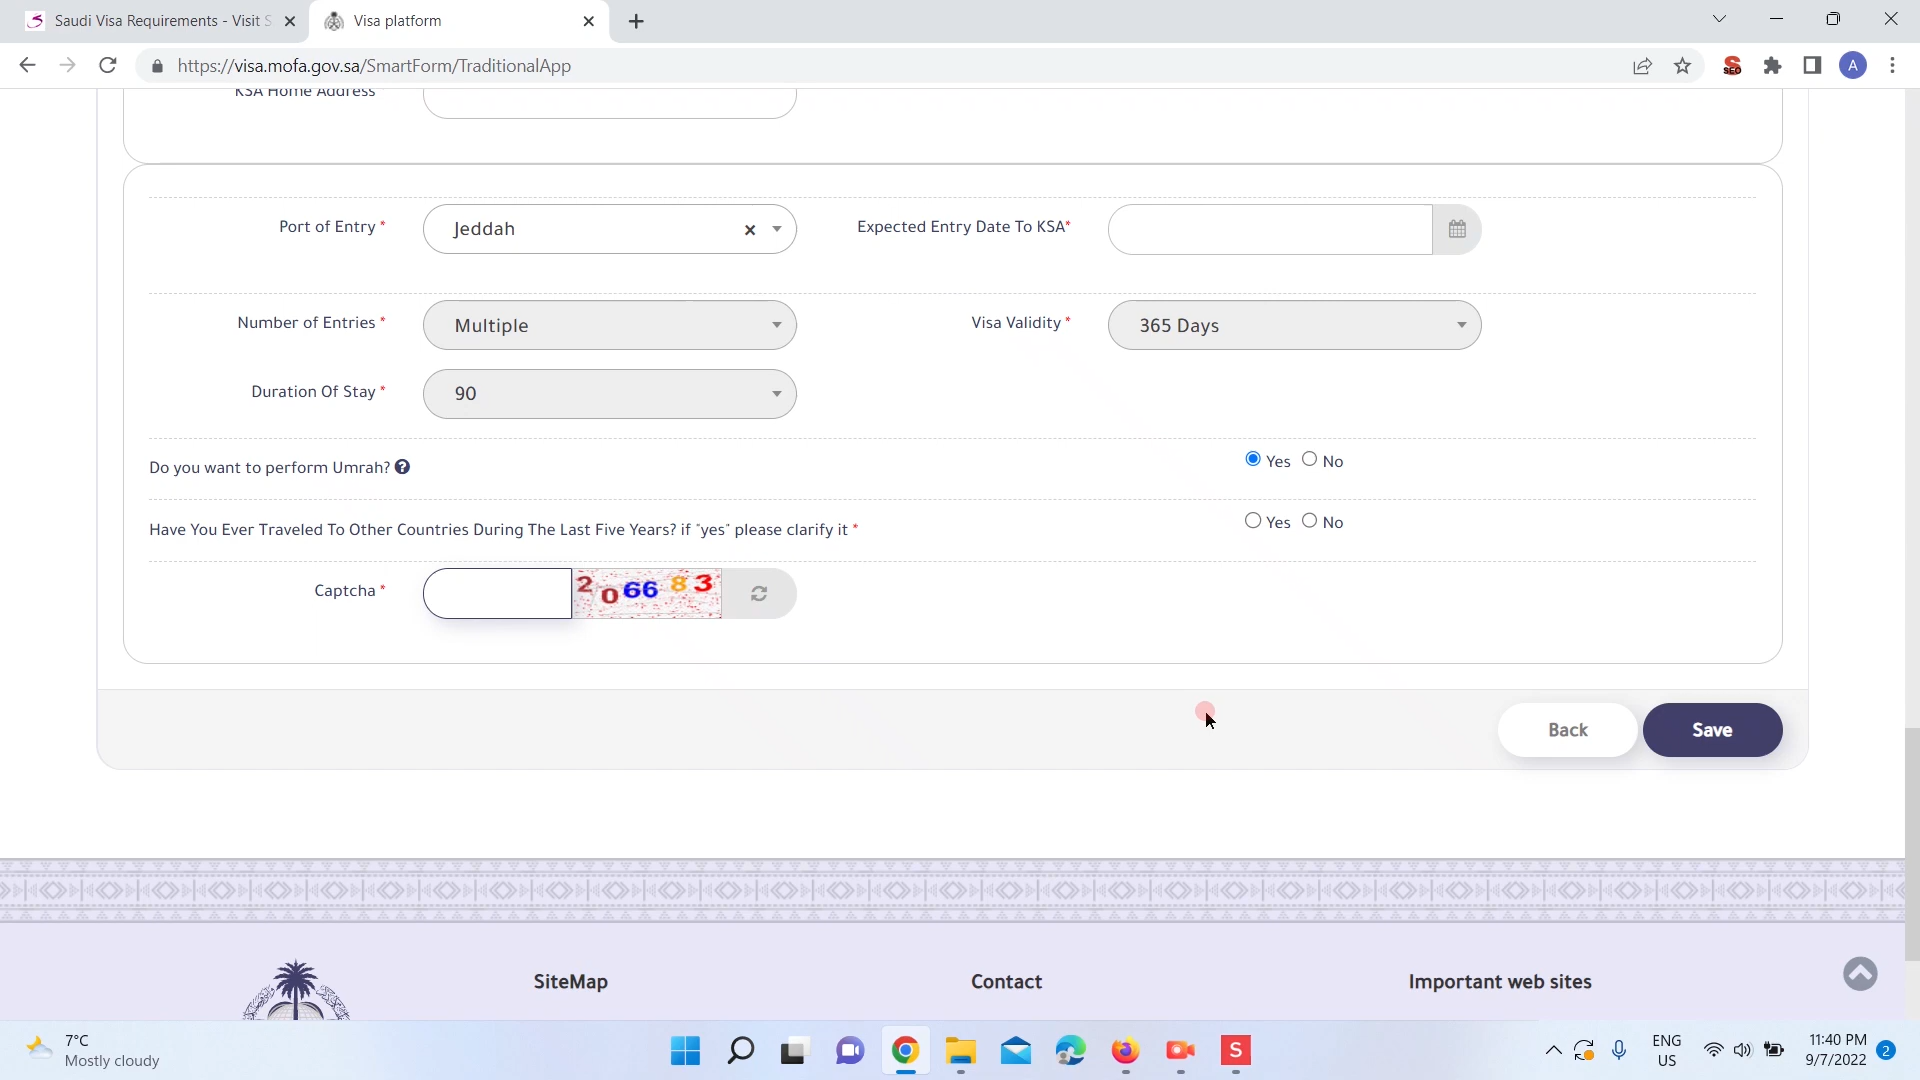 Saudi Visa Requirements - Visit S
Visa platform
https://visa.mofa.gov.sa/SmartForm/TraditionalApp
SEO
A
KSA Home Address
Port of Entry *
Jeddah
Expected Entry Date To KSA*
Number of Entries *
Multiple
Visa Validity *
365 Days
Duration Of Stay *
90
Do you want to perform Umrah?
Yes No
Have You Ever Traveled To Other Countries During The Last Five Years? if "yes" please clarify it *
Yes No
Captcha *
206683
Back
Save
SiteMap
Contact
Important web sites
7°C
Mostly cloudy
S
ENG
US
11:40 PM
9/7/2022
2